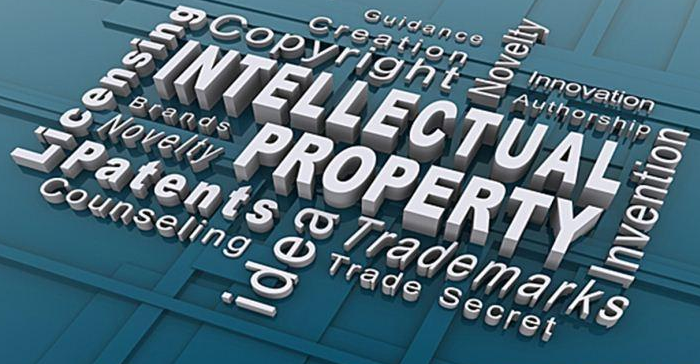 Guidance
Creation
Copyright
Novelty
Licensing
INTELLECTUAL
PROPERTY
Innovation
Authorship
Brands
Novelty
Patents
Counseling
idea
Trademarks
Trade Secret
Invention